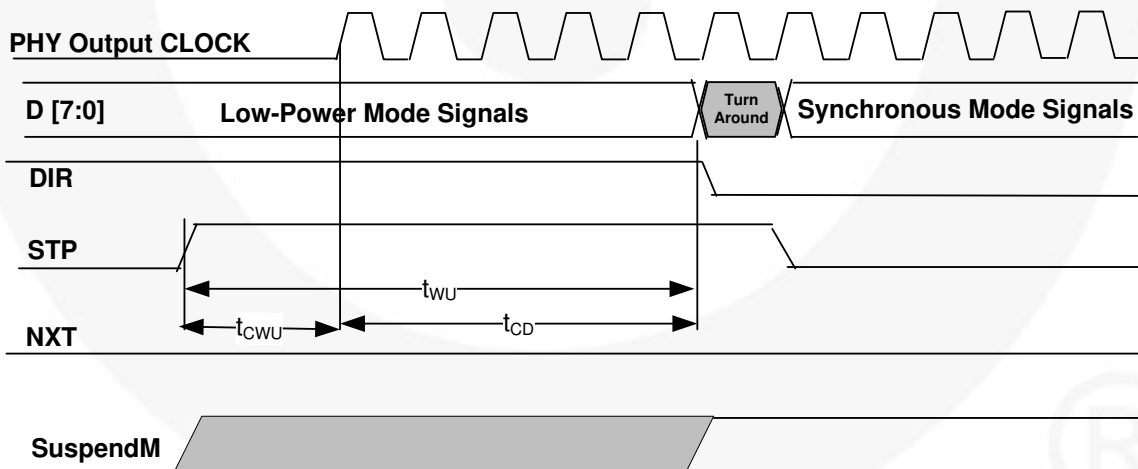 PHY Output CLOCK
D [7:0]
Low-Power Mode Signals
Turn
Around
Synchronous Mode Signals
DIR
STP
tWU
tCWU
tCD
NXT
SuspendM
®